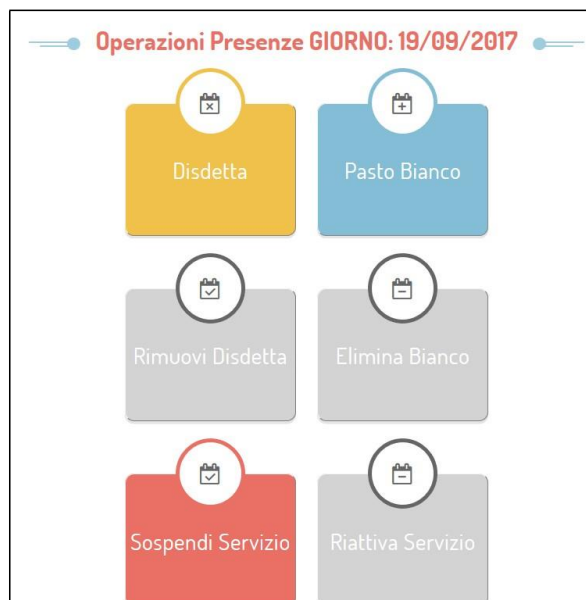 Operazioni Presenze GIORNO: 19/09/2017
Disdetta
Pasto Bianco
Rimuovi Disdetta
Elimina Bianco
Sospendi Servizio
Riattiva Servizio